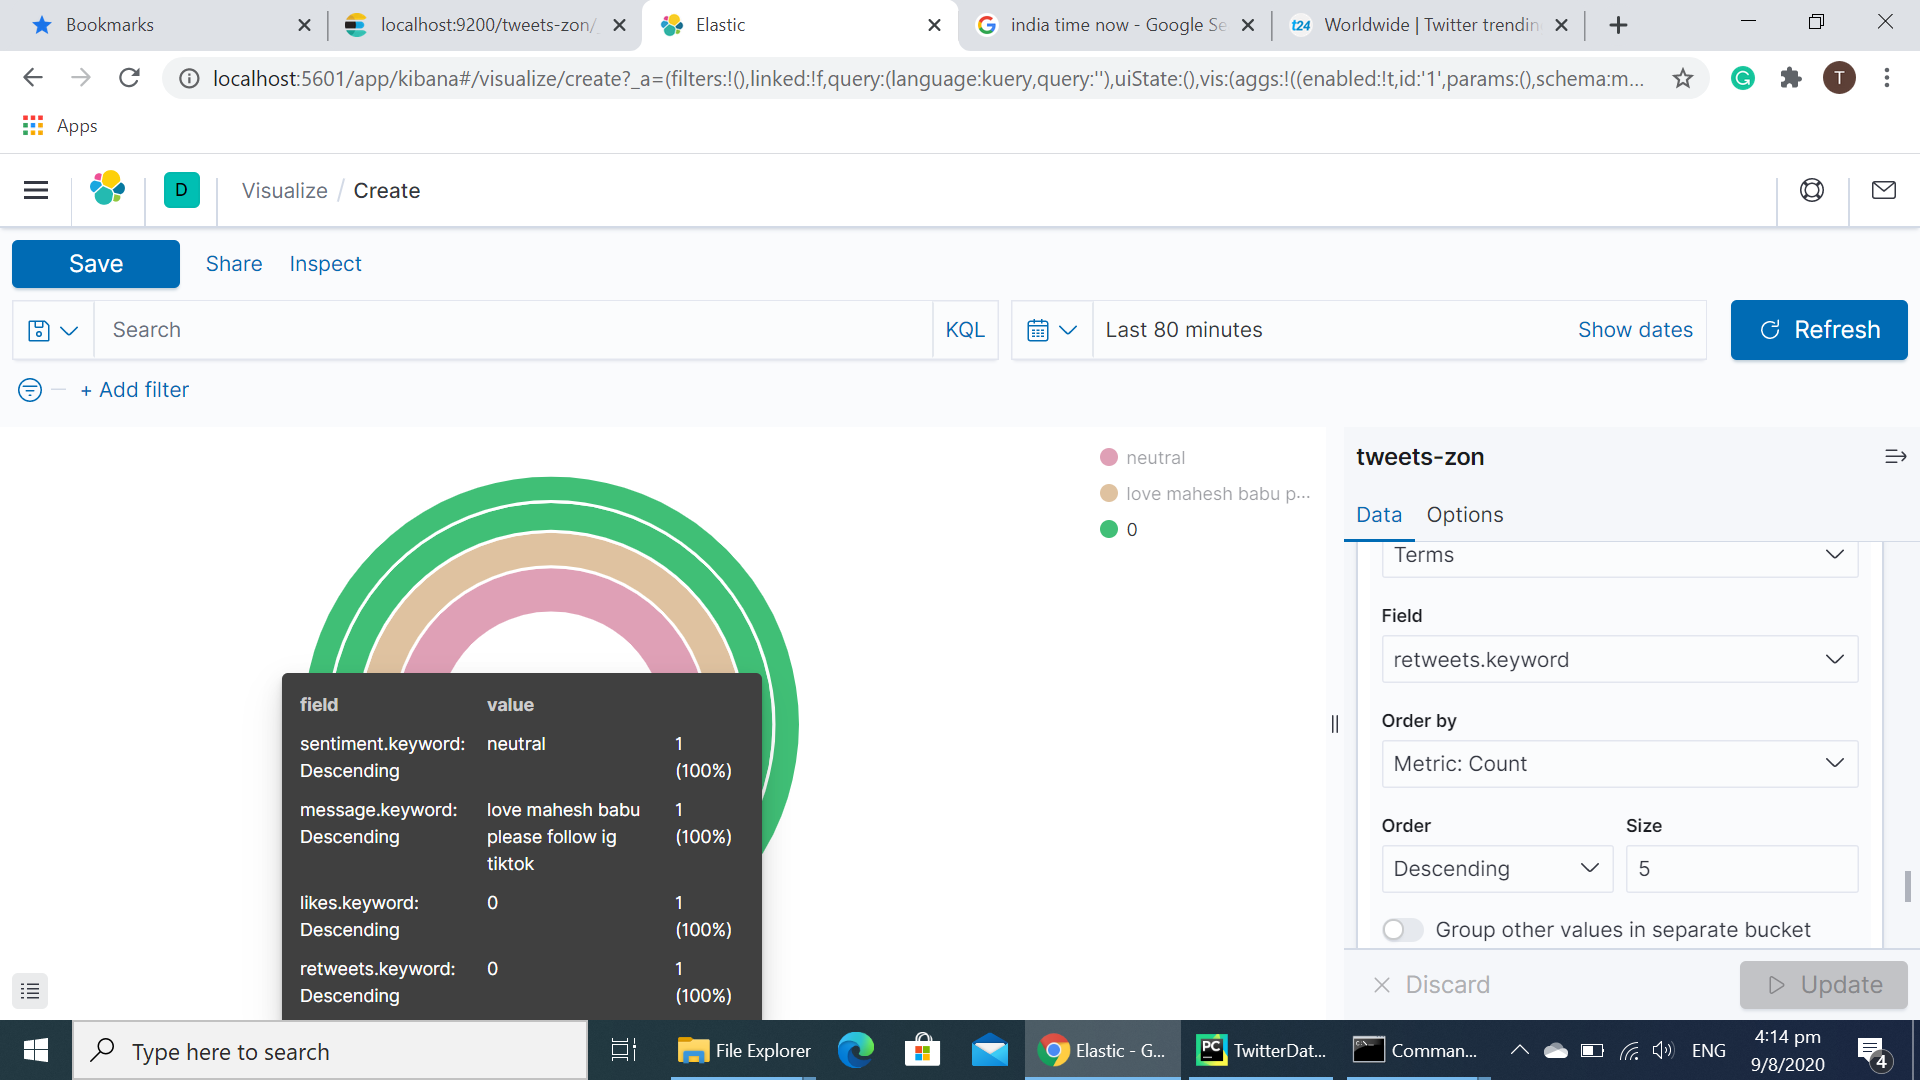 Bookmarks
localhost:9200/tweets-zon/
Elastic
india time now - Google Se
t24
Worldwide | Twitter trendin
localhost:5601/app/kibana#/visualize/create?_a=(filters:!(),linked:!f,query:(language:kuery,query:''),uiState:(),vis:(aggs:!((enabled:!t,id:'1',params:(),schema:m...
T
Apps
D
Visualize / Create
Save
Share
Inspect
Search
KQL
Last 80 minutes
Show dates
Refresh
+ Add filter
neutral
love mahesh babu p...
0
tweets-zon
Data
Options
Terms
Field
retweets.keyword
Order by
Metric: Count
Order
Size
Descending
5
Group other values in separate bucket
Discard
Update
field value
sentiment.keyword: neutral 1
Descending (100%)
message.keyword: love mahesh babu 1
Descending please follow ig (100%)
tiktok
likes.keyword: 0 1
Descending (100%)
retweets.keyword: 0 1
Descending (100%)
Type here to search
File Explorer
Elastic - G...
PC
TwitterDat...
Comman...
ENG
4:14 pm
9/8/2020
4